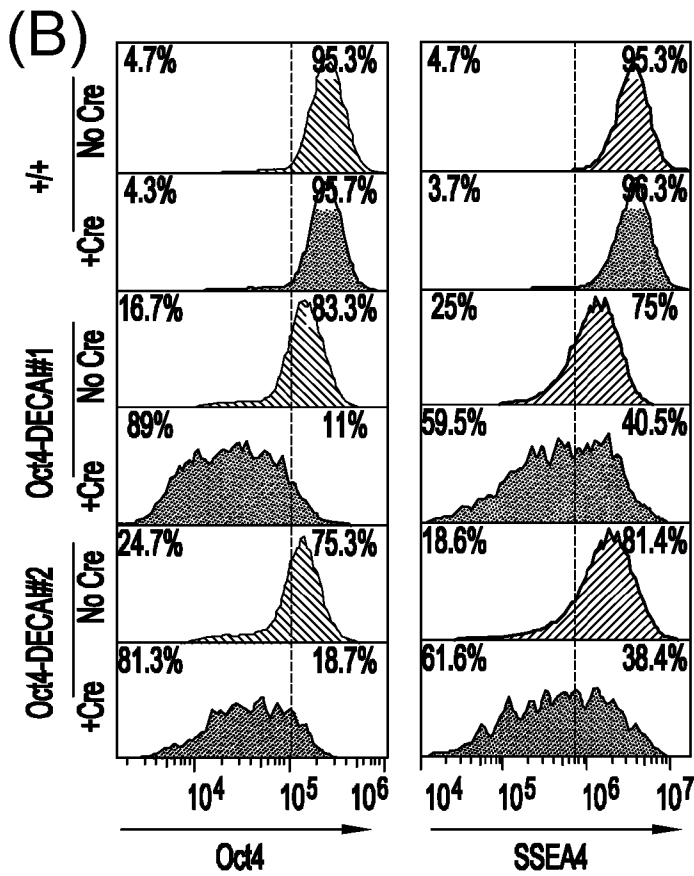 (B)
+/+
No Cre
4.7% 95.3%
4.7% 95.3%
+Cre
4.3% 95.7%
3.7% 96.3%
Oct4-DECAI#1
No Cre
16.7% 83.3%
25% 75%
+Cre
89% 11%
59.5% 40.5%
Oct4-DECAI#2
No Cre
24.7% 75.3%
18.6% 81.4%
+Cre
81.3% 18.7%
61.6% 38.4%
10^4 10^5 10^6
10^4 10^5 10^6 10^7
Oct4
SSEA4